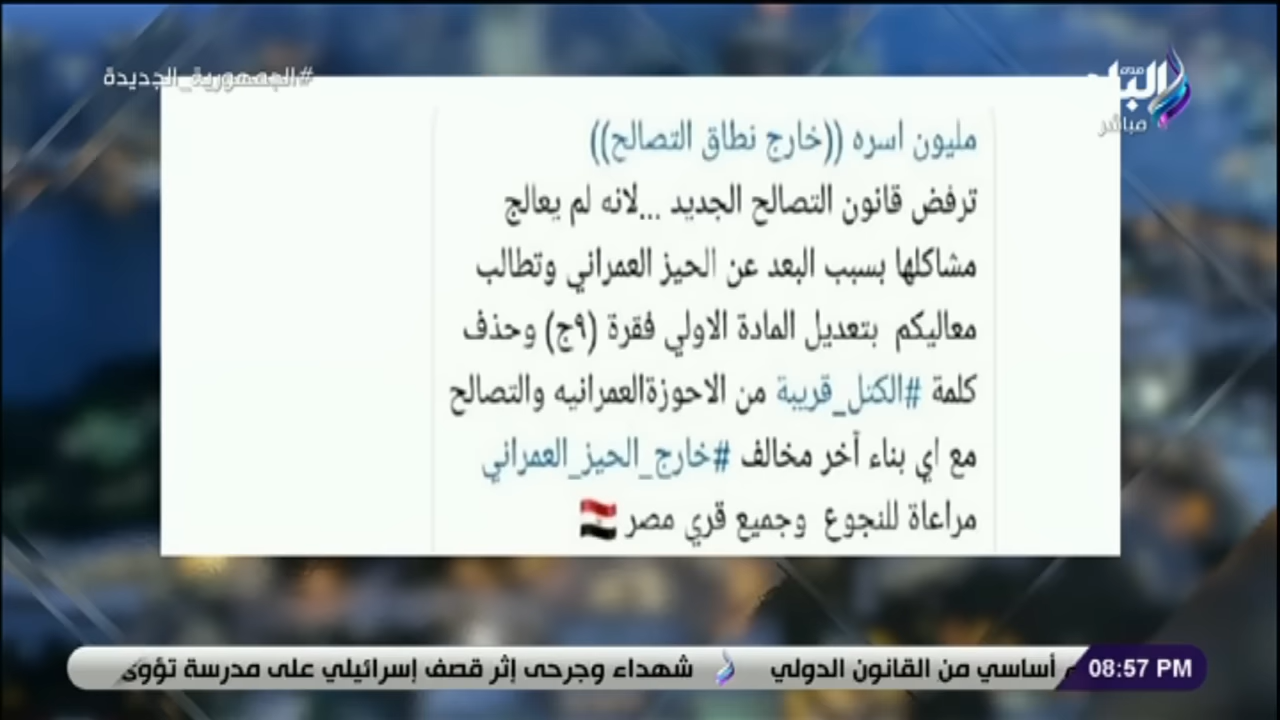 #الجمهورية_الجديدة
صدى البلد
مباشر
مليون اسره ((خارج نطاق التصالح))
ترفض قانون التصالح الجديد ...لانه لم يعالج
مشاكلها بسبب البعد عن الحيز العمراني وتطالب
معاليكم بتعديل المادة الاولي فقرة (٩ج) وحذف
كلمة #الكتل_قريبة من الاحوزةالعمرانيه والتصالح
مع اي بناء آخر مخالف #خارج_الحيز_العمراني
مراعاة للنجوع وجميع قري مصر 🇪🇬
08:57 PM أساسي من القانون الدولي شهداء وجرحى إثر قصف إسرائيلي على مدرسة